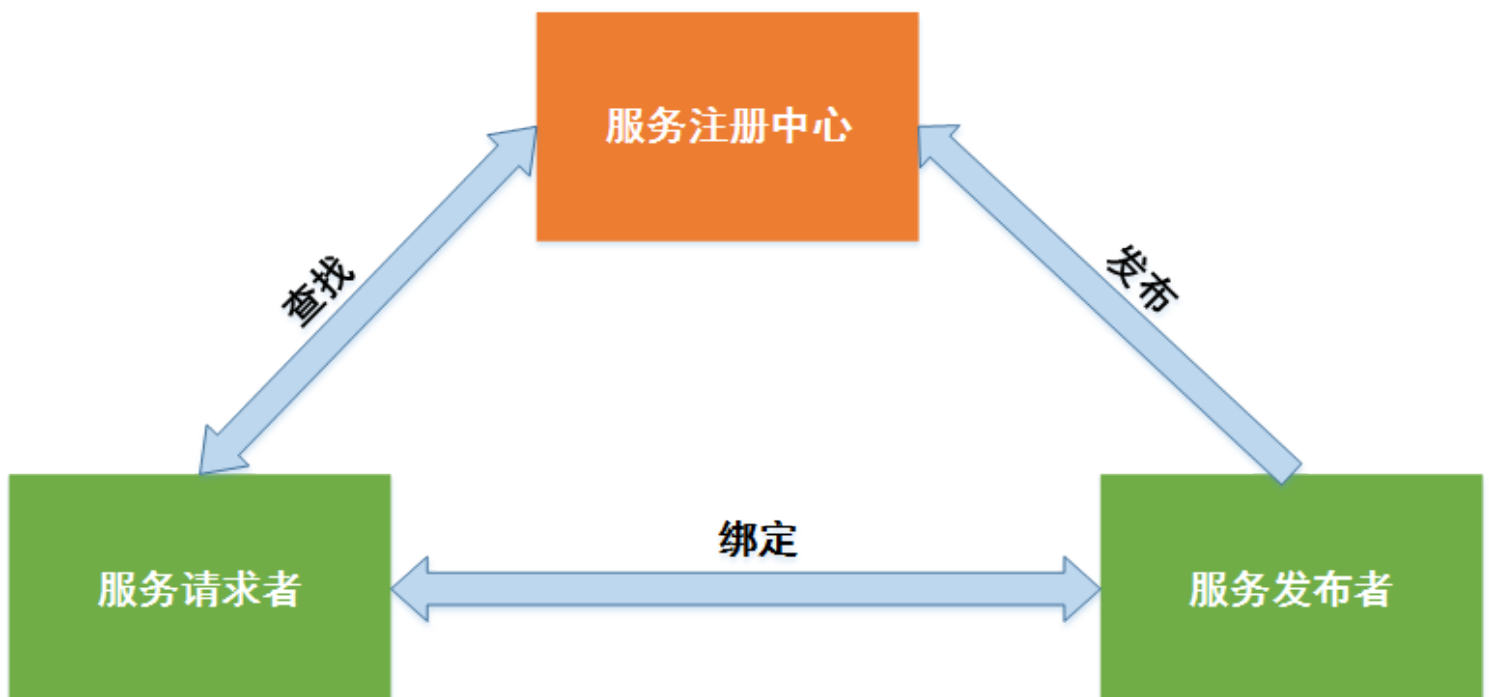 服务注册中心
查找
发布
绑定
服务请求者
服务发布者